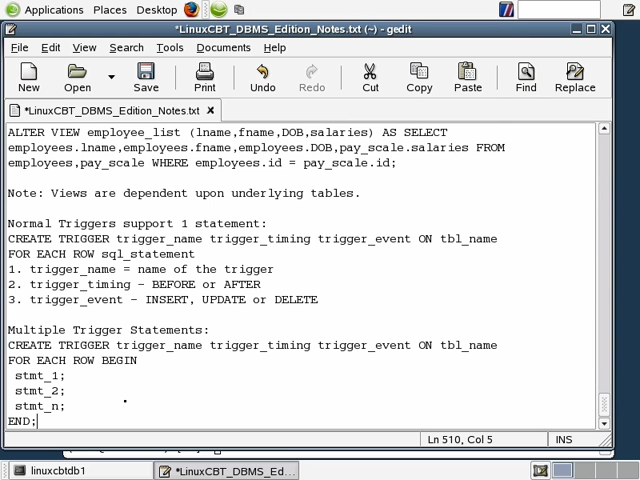 Applications Places Desktop
*LinuxCBT_DBMS_Edition_Notes.txt (~) - gedit
File Edit View Search Tools Documents Help
New Open Save Print Undo Redo Cut Copy Paste Find Replace
*LinuxCBT_DBMS_Edition_Notes.txt x
ALTER VIEW employee_list (lname,fname,DOB,salaries) AS SELECT
employees.lname,employees.fname,employees.DOB,pay_scale.salaries FROM
employees,pay_scale WHERE employees.id = pay_scale.id;
Note: Views are dependent upon underlying tables.
Normal Triggers support 1 statement:
CREATE TRIGGER trigger_name trigger_timing trigger_event ON tbl_name
FOR EACH ROW sql_statement
1. trigger_name = name of the trigger
2. trigger_timing - BEFORE or AFTER
3. trigger_event - INSERT, UPDATE or DELETE
Multiple Trigger Statements:
CREATE TRIGGER trigger_name trigger_timing trigger_event ON tbl_name
FOR EACH ROW BEGIN
stmt_1;
stmt_2;
stmt_n;
END;
Ln 510, Col 5 INS
linuxcbtdb1 *LinuxCBT_DBMS_Ed...